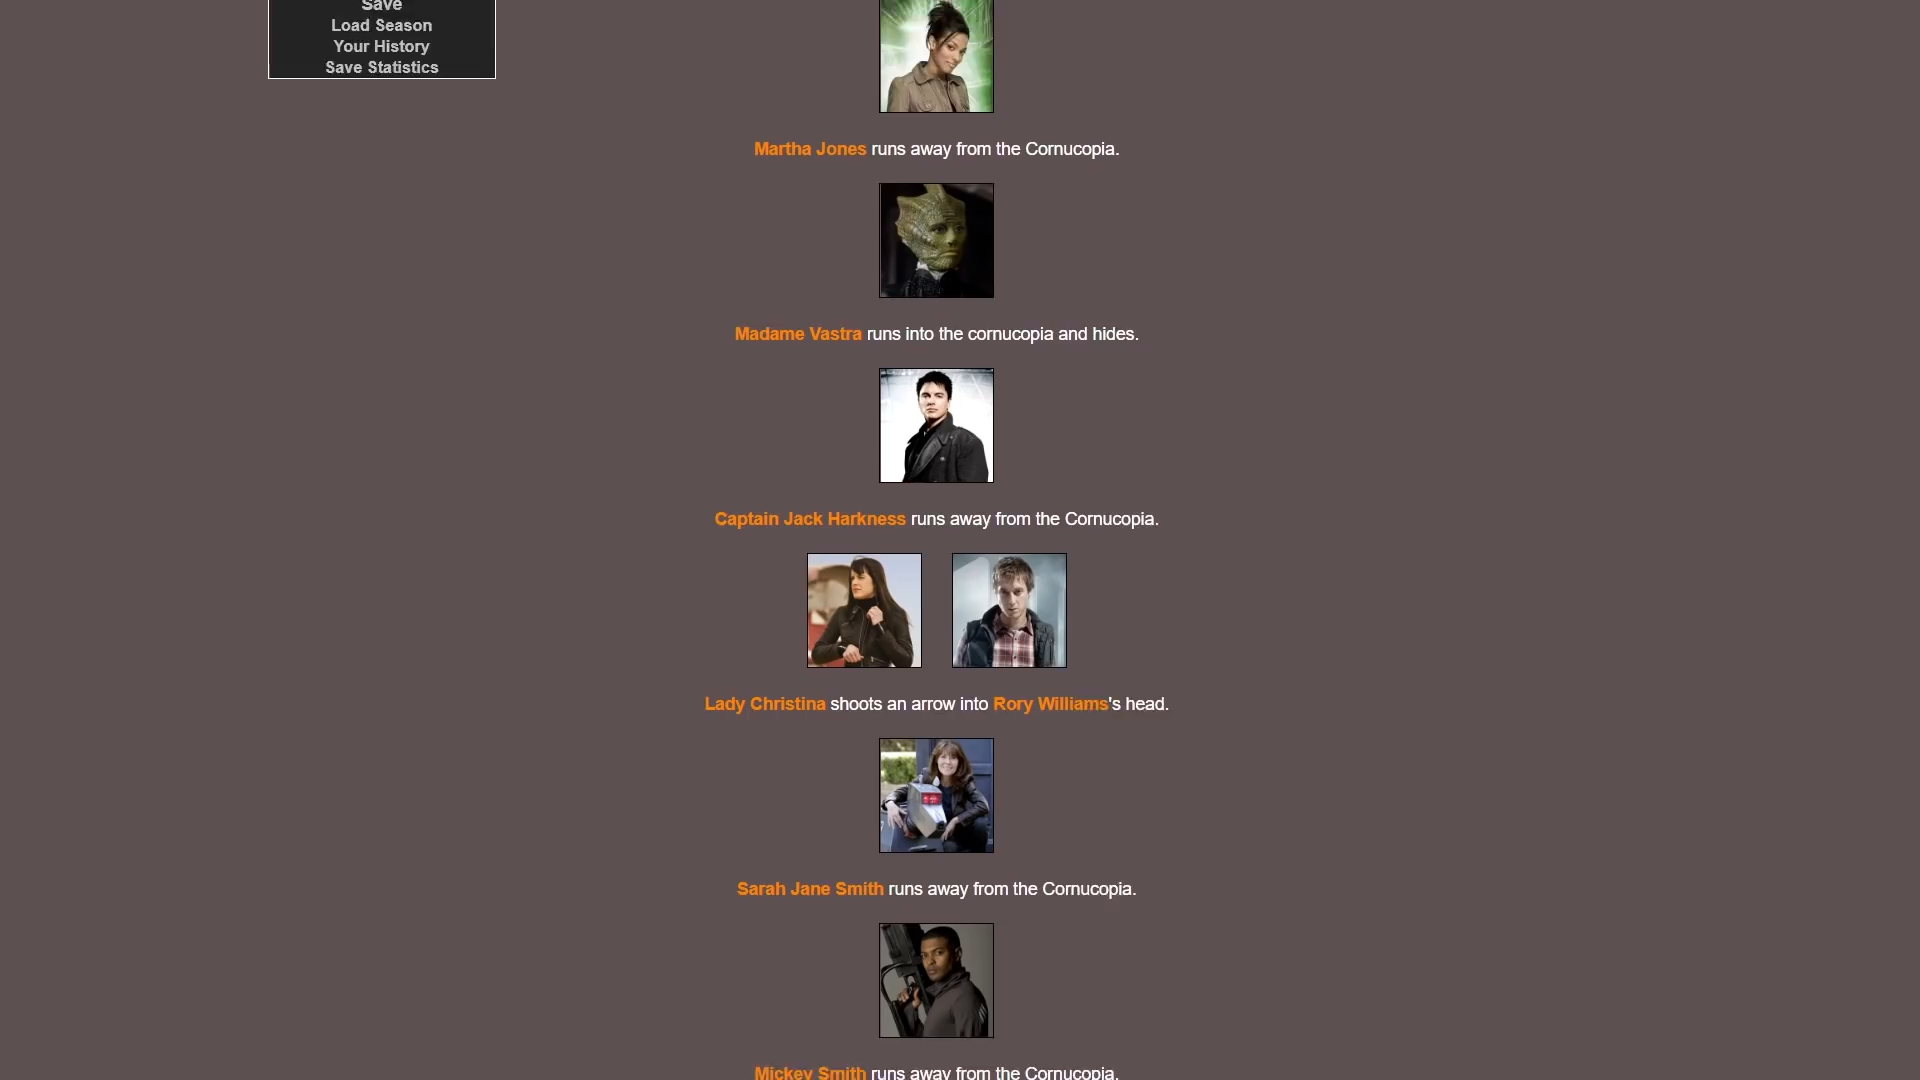 Save
Load Season
Your History
Save Statistics
Martha Jones runs away from the Cornucopia.
Madame Vastra runs into the cornucopia and hides.
Captain Jack Harkness runs away from the Cornucopia.
Lady Christina shoots an arrow into Rory Williams's head.
Sarah Jane Smith runs away from the Cornucopia.
Mickey Smith runs away from the Cornucopia.